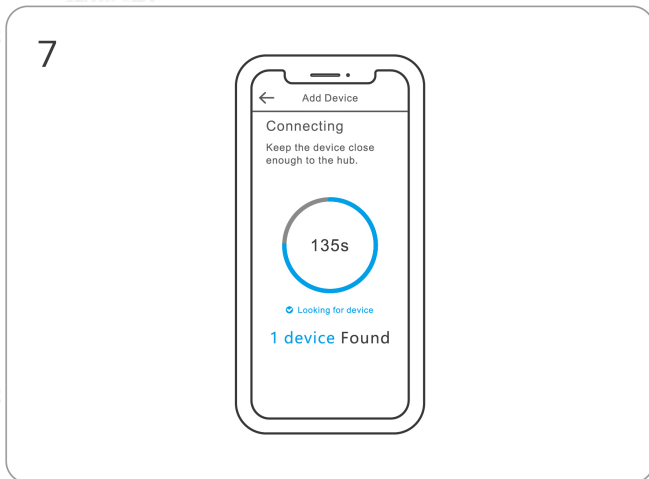 7
Add Device
Connecting
Keep the device close
enough to the hub.
135s
Looking for device
1 device Found